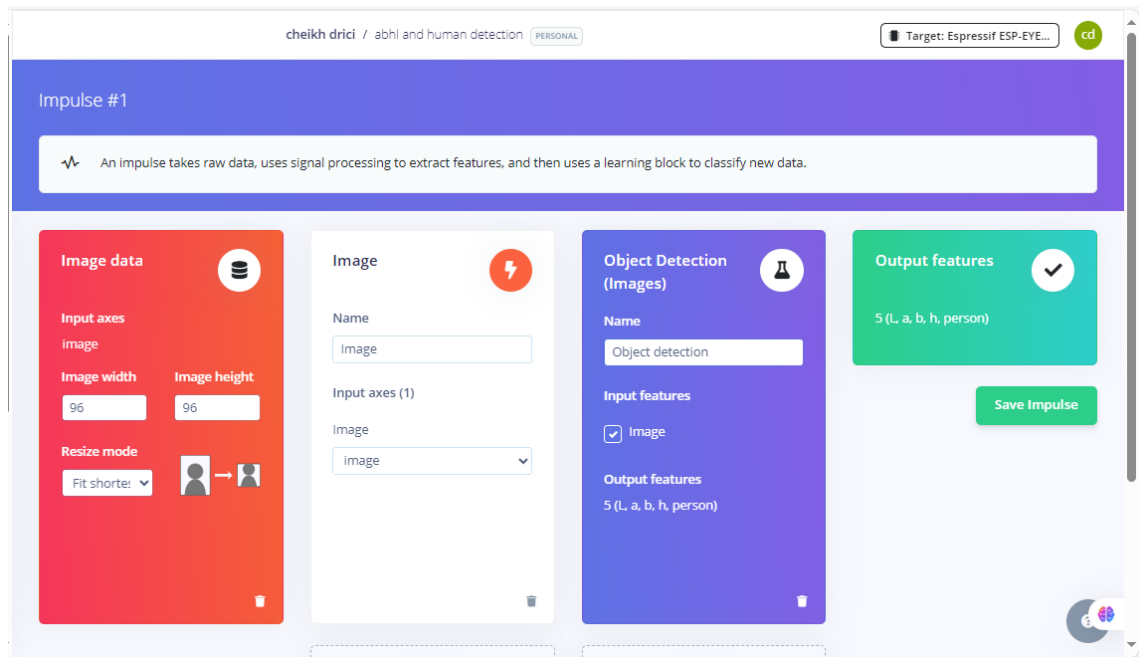 cheikh drici / abhl and human detection PERSONAL
Target: Espressif ESP-EYE...
cd
Impulse #1
An impulse takes raw data, uses signal processing to extract features, and then uses a learning block to classify new data.
Image data
Input axes
image
Image width
Image height
96
96
Resize mode
Fit shortes
Image
Name
Image
Input axes (1)
Image
image
Object Detection
(Images)
Name
Object detection
Input features
Image
Output features
5 (L, a, b, h, person)
Output features
5 (L, a, b, h, person)
Save Impulse